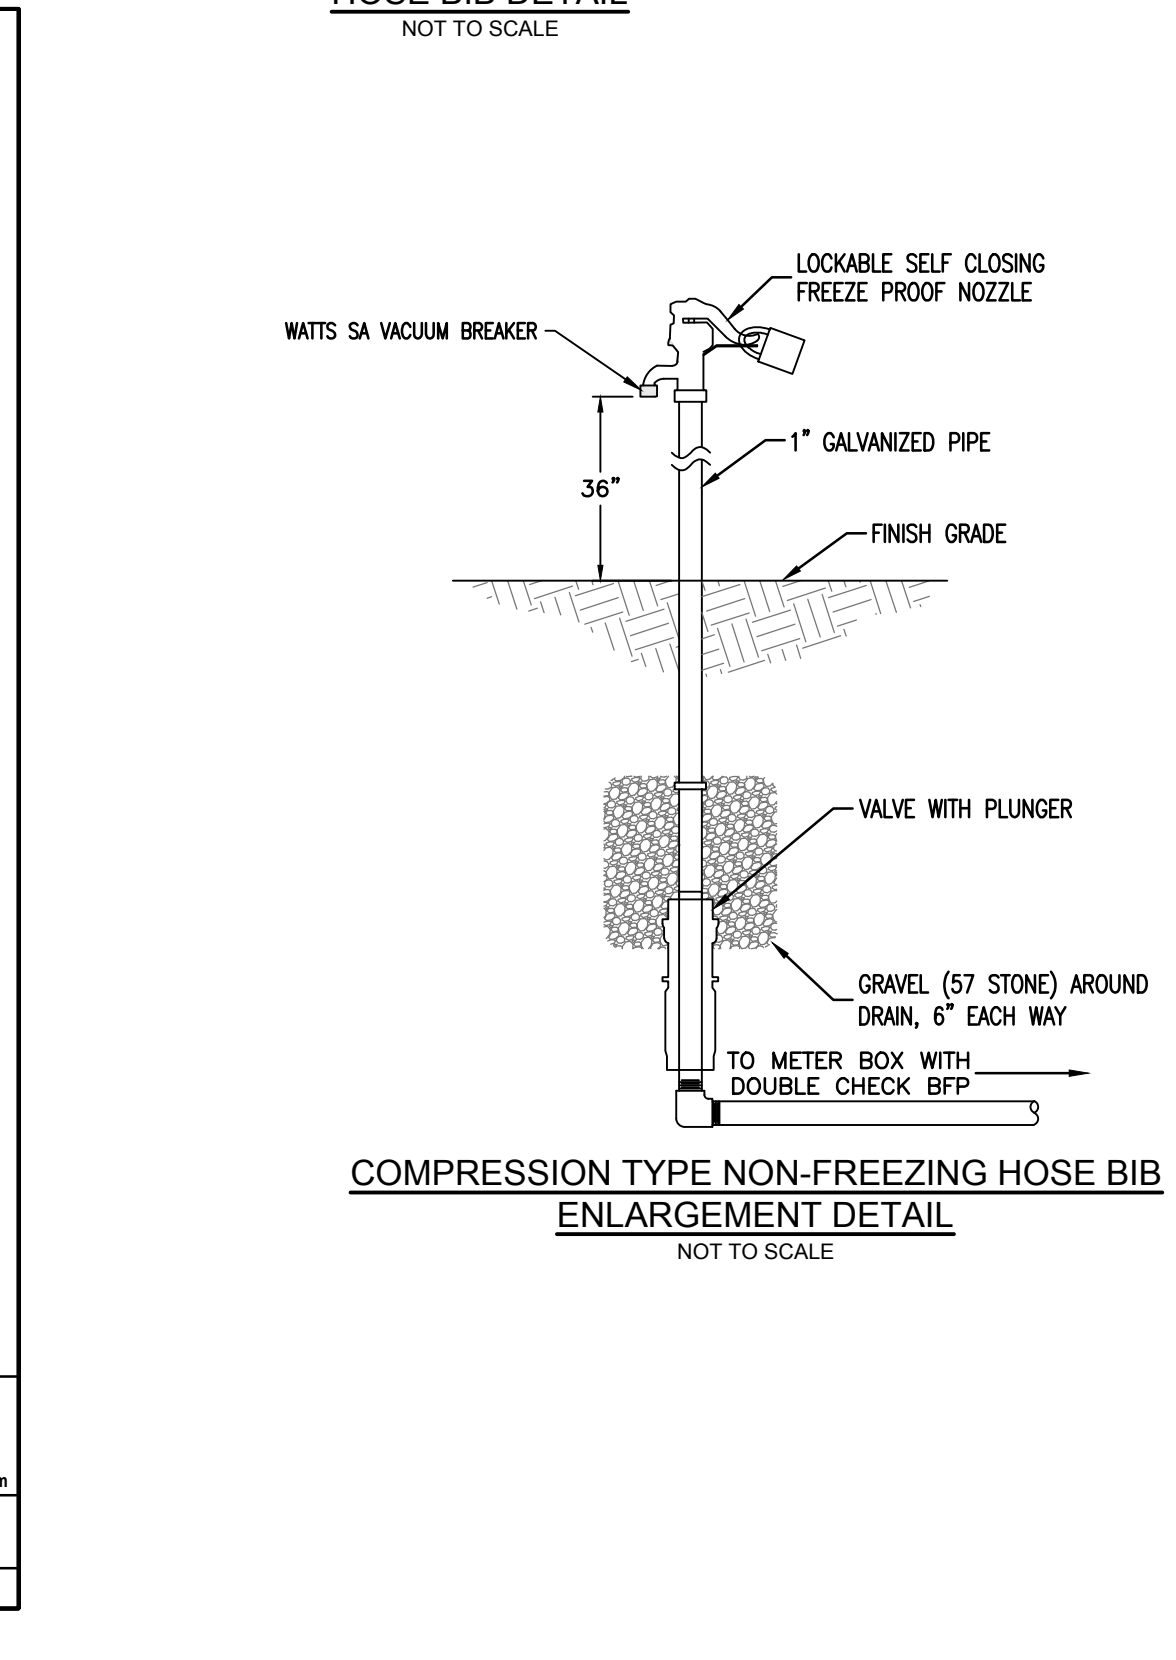 HOSE BIB DETAIL
NOT TO SCALE
LOCKABLE SELF CLOSING
FREEZE PROOF NOZZLE
WATTS SA VACUUM BREAKER
1" GALVANIZED PIPE
36"
FINISH GRADE
VALVE WITH PLUNGER
GRAVEL (57 STONE) AROUND
DRAIN, 6" EACH WAY
TO METER BOX WITH
DOUBLE CHECK BFP
COMPRESSION TYPE NON-FREEZING HOSE BIB
ENLARGEMENT DETAIL
NOT TO SCALE